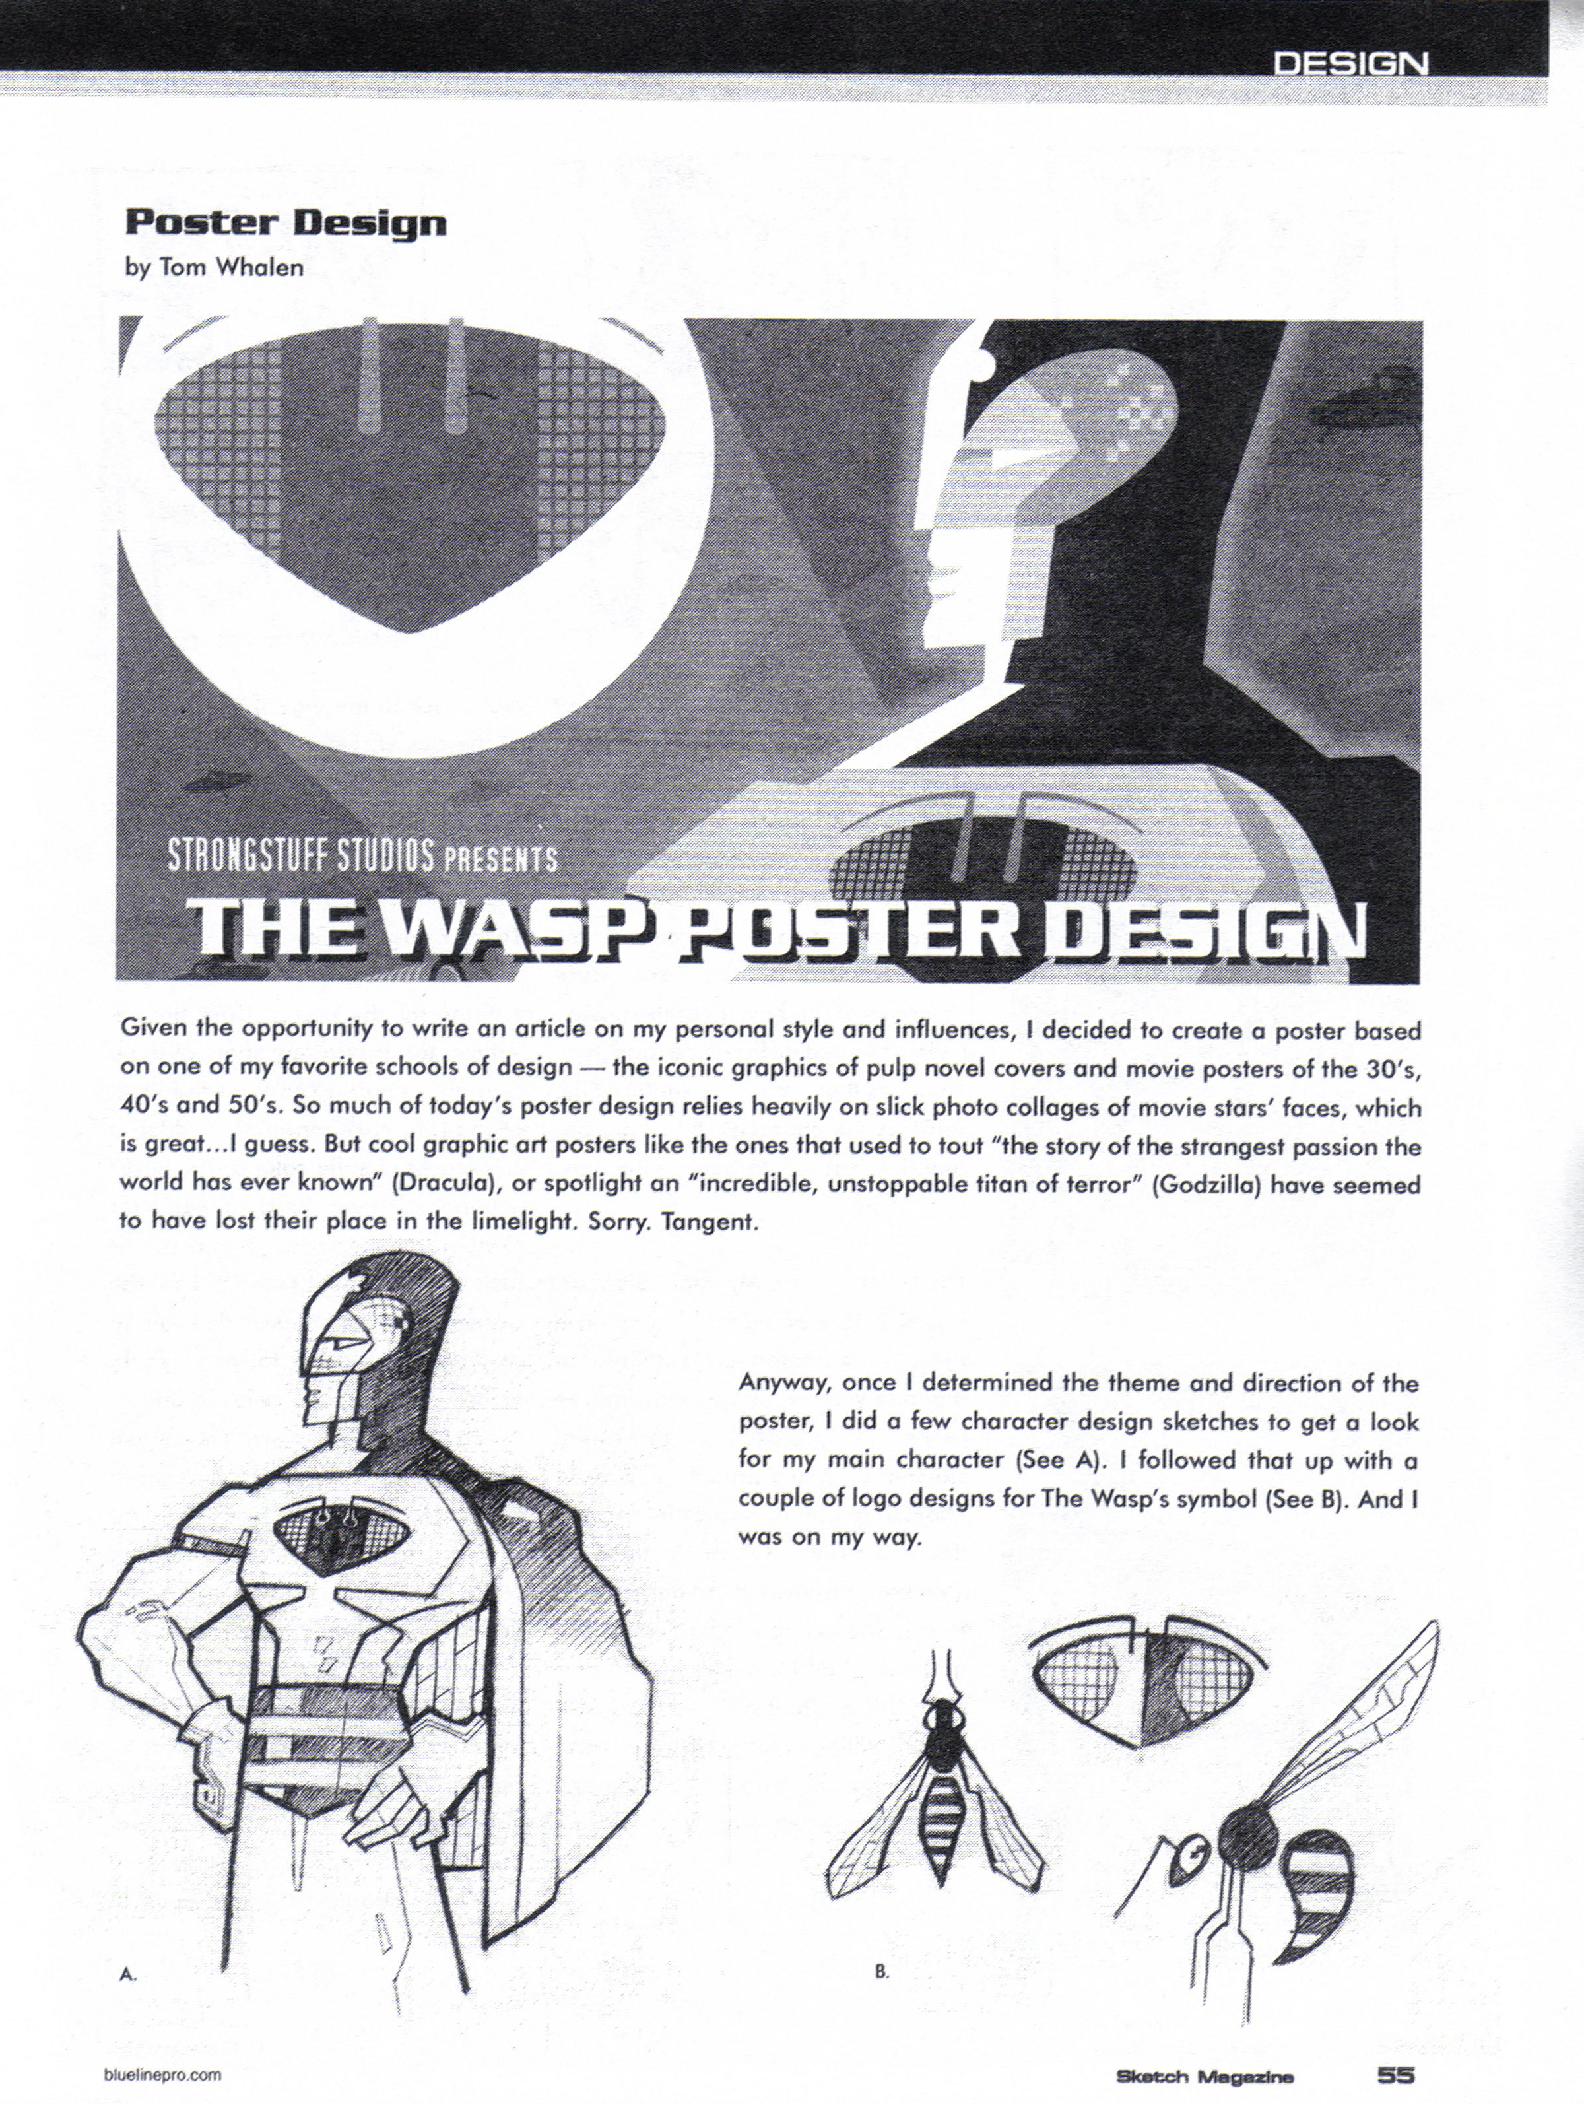 DESIGN
Poster Design
by Tom Whalen
STRONGSTUFF STUDIOS PRESENTS
THE WASP POSTER DESIGN
Given the opportunity to write an article on my personal style and influences, I decided to create a poster based
on one of my favorite schools of design — the iconic graphics of pulp novel covers and movie posters of the 30's,
40's and 50's. So much of today's poster design relies heavily on slick photo collages of movie stars' faces, which
is great...I guess. But cool graphic art posters like the ones that used to tout "the story of the strangest passion the
world has ever known" (Dracula), or spotlight an "incredible, unstoppable titan of terror" (Godzilla) have seemed
to have lost their place in the limelight. Sorry. Tangent.
Anyway, once I determined the theme and direction of the
poster, I did a few character design sketches to get a look
for my main character (See A). I followed that up with a
couple of logo designs for The Wasp's symbol (See B). And I
was on my way.
A.
B.
bluelinepro.com
Sketch Magazine 55